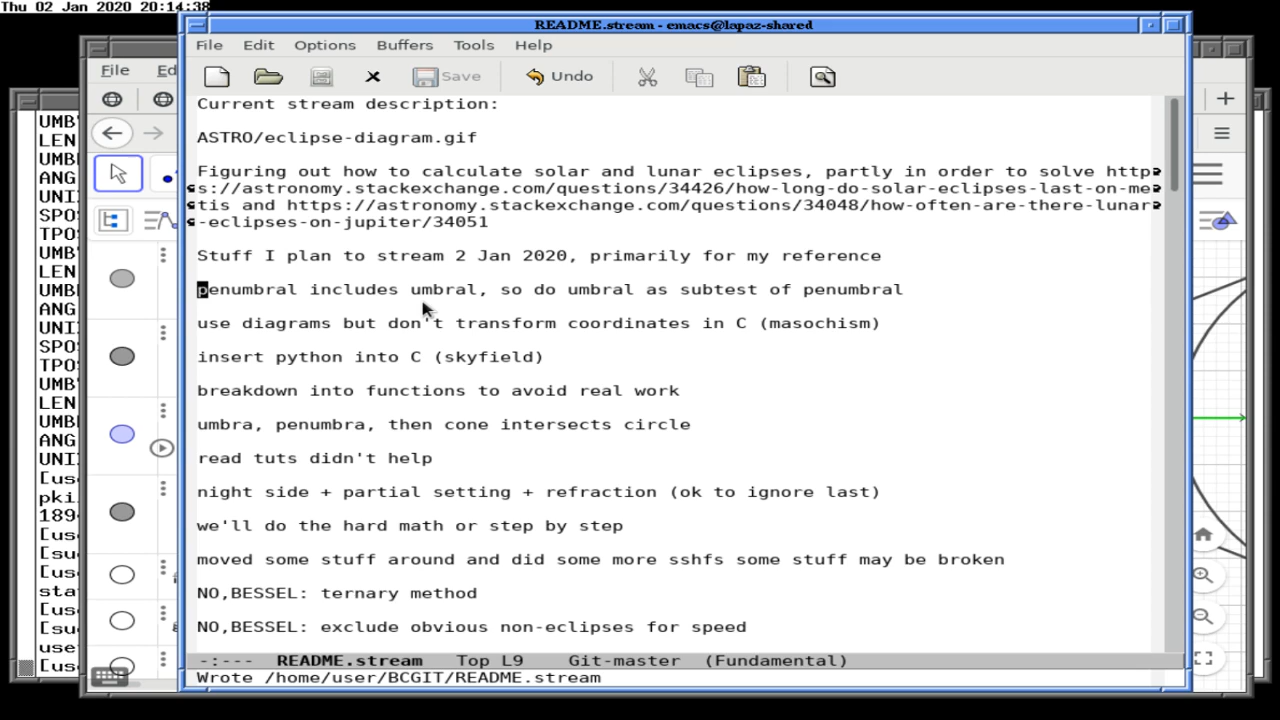 Thu 02 Jan 2020 20:14:38
README.stream - emacs@lapaz-shared
File Edit Options Buffers Tools Help
Save Undo
Current stream description:
ASTRO/eclipse-diagram.gif
Figuring out how to calculate solar and lunar eclipses, partly in order to solve http
s://astronomy.stackexchange.com/questions/34426/how-long-do-solar-eclipses-last-on-me
tis and https://astronomy.stackexchange.com/questions/34048/how-often-are-there-lunar
-eclipses-on-jupiter/34051
Stuff I plan to stream 2 Jan 2020, primarily for my reference
penumbral includes umbral, so do umbral as subtest of penumbral
use diagrams but don't transform coordinates in C (masochism)
insert python into C (skyfield)
breakdown into functions to avoid real work
umbra, penumbra, then cone intersects circle
read tuts didn't help
night side + partial setting + refraction (ok to ignore last)
we'll do the hard math or step by step
moved some stuff around and did some more sshfs some stuff may be broken
NO,BESSEL: ternary method
NO,BESSEL: exclude obvious non-eclipses for speed
-:--- README.stream Top L9 Git-master (Fundamental)
Wrote /home/user/BCGIT/README.stream
File Ed
UMB
LEN
UMB
ANG
UNI
SPO
TPO
UMB
LEN
UMB
ANG
UNI
SPO
TPO
UMB
LEN
UMB
ANG
UNI
[us
pki
189
[us
[su
[us
sta
[us
[su
use
[us